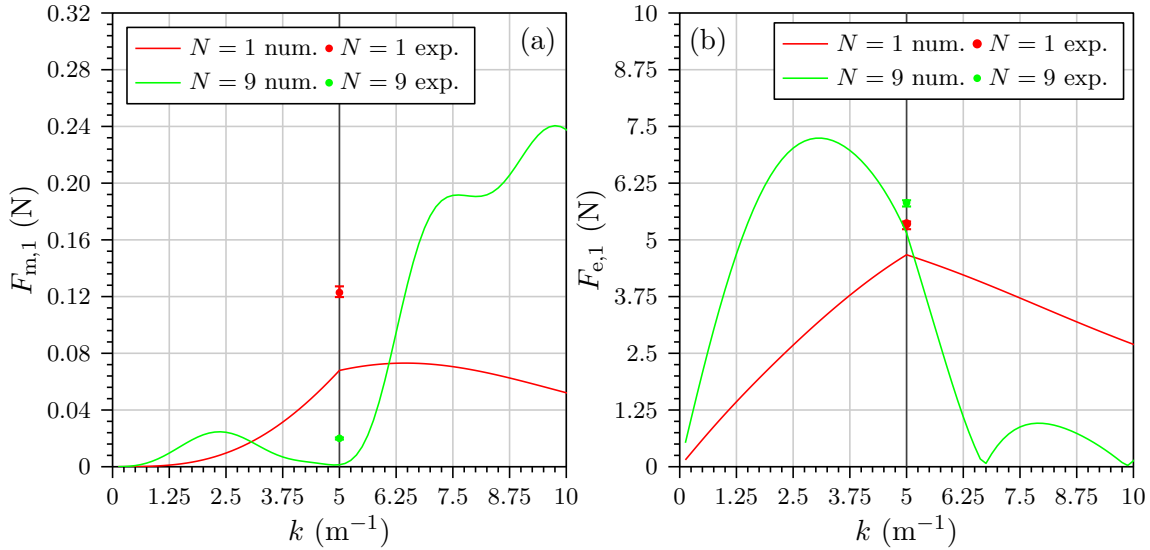 0.32
0.28
0.24
0.20
0.16
0.12
0.08
0.04
0
F_{m,1} (N)
N = 1 num. N = 1 exp.
N = 9 num. N = 9 exp.
(a)
0 1.25 2.5 3.75 5 6.25 7.5 8.75 10
k (m^{−1})
10
8.75
7.5
6.25
5
3.75
2.5
1.25
0
F_{e,1} (N)
(b)
N = 1 num. N = 1 exp.
N = 9 num. N = 9 exp.
0 1.25 2.5 3.75 5 6.25 7.5 8.75 10
k (m^{−1})